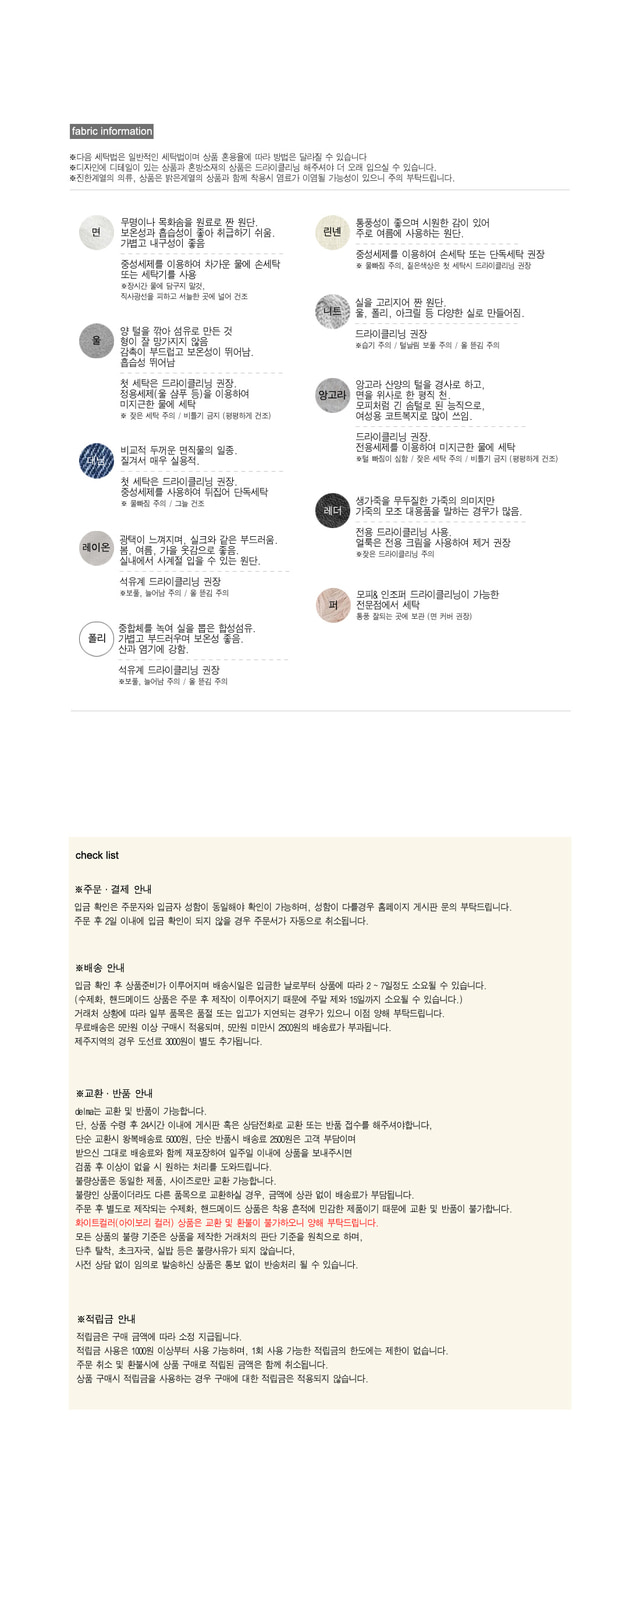 fabric information
※다음 세탁법은 일반적인 세탁법이며 상품 혼용율에 따라 방법은 달라질 수 있습니다
※디자인에 디테일이 있는 상품과 혼방소재의 상품은 드라이클리닝 해주셔야 더 오래 입으실 수 있습니다.
※진한계열의 의류, 상품은 밝은계열의 상품과 함께 착용시 염료가 이염될 가능성이 있으니 주의 부탁드립니다.
면
무명이나 목화솜을 원료로 짠 원단.
보온성과 흡습성이 좋아 취급하기 쉬움.
가볍고 내구성이 좋음
중성세제를 이용하여 차가운 물에 손세탁
또는 세탁기를 사용
※장시간 물에 담구지 말것,
직사광선을 피하고 서늘한 곳에 널어 건조
울
양 털을 깎아 섬유로 만든 것
형이 잘 망가지지 않음
감촉이 부드럽고 보온성이 뛰어남.
흡습성 뛰어남
첫 세탁은 드라이클리닝 권장.
정용세제(울 샴푸 등)을 이용하여
미지근한 물에 세탁
※ 잦은 세탁 주의 / 비틀기 금지 (평평하게 건조)
데님
비교적 두꺼운 면직물의 일종.
질겨서 매우 실용적.
첫 세탁은 드라이클리닝 권장.
중성세제를 사용하여 뒤집어 단독세탁
※ 물빠짐 주의 / 그늘 건조
레이온
광택이 느껴지며, 실크와 같은 부드러움.
봄, 여름, 가을 옷감으로 좋음.
실내에서 사계절 입을 수 있는 원단.
석유계 드라이클리닝 권장
※보풀, 늘어남 주의 / 올 뜯김 주의
폴리
중합체를 녹여 실을 뽑은 합성섬유.
가볍고 부드러우며 보온성 좋음.
산과 염기에 강함.
석유계 드라이클리닝 권장
※보풀, 늘어남 주의 / 올 뜯김 주의
린넨
통풍성이 좋으며 시원한 감이 있어
주로 여름에 사용하는 원단.
중성세제를 이용하여 손세탁 또는 단독세탁 권장
※ 물빠짐 주의, 짙은색상은 첫 세탁시 드라이클리닝 권장
니트
실을 고리지어 짠 원단.
울, 폴리, 아크릴 등 다양한 실로 만들어짐.
드라이클리닝 권장
※습기 주의 / 털날림 보풀 주의 / 올 뜯김 주의
앙고라
앙고라 산양의 털을 경사로 하고,
면을 위사로 한 평직 천.
모피처럼 긴 솜털로 된 능직으로,
여성용 코트복지로 많이 쓰임.
드라이클리닝 권장.
전용세제를 이용하여 미지근한 물에 세탁
※털 빠짐이 심함 / 잦은 세탁 주의 / 비틀기 금지 (평평하게 건조)
레더
생가죽을 무두질한 가죽의 의미지만
가죽의 모조 대용품을 말하는 경우가 많음.
전용 드라이클리닝 사용.
얼룩은 전용 크림을 사용하여 제거 권장
※잦은 드라이클리닝 주의
퍼
모피& 인조퍼 드라이클리닝이 가능한
전문점에서 세탁
통풍 잘되는 곳에 보관 (면 커버 권장)
check list
※주문 · 결제 안내
입금 확인은 주문자와 입금자 성함이 동일해야 확인이 가능하며, 성함이 다를경우 홈페이지 게시판 문의 부탁드립니다.
주문 후 2일 이내에 입금 확인이 되지 않을 경우 주문서가 자동으로 취소됩니다.
※배송 안내
입금 확인 후 상품준비가 이루어지며 배송시일은 입금한 날로부터 상품에 따라 2 ~ 7일정도 소요될 수 있습니다.
(수제화, 핸드메이드 상품은 주문 후 제작이 이루어지기 때문에 주말 제와 15일까지 소요될 수 있습니다.)
거래처 상황에 따라 일부 품목은 품절 또는 입고가 지연되는 경우가 있으니 이점 양해 부탁드립니다.
무료배송은 5만원 이상 구매시 적용되며, 5만원 미만시 2500원의 배송료가 부과됩니다.
제주지역의 경우 도선료 3000원이 별도 추가됩니다.
※교환 · 반품 안내
delma는 교환 및 반품이 가능합니다.
단, 상품 수령 후 24시간 이내에 게시판 혹은 상담전화로 교환 또는 반품 접수를 해주셔야합니다,
단순 교환시 왕복배송료 5000원, 단순 반품시 배송료 2500원은 고객 부담이며
받으신 그대로 배송료와 함께 재포장하여 일주일 이내에 상품을 보내주시면
검품 후 이상이 없을 시 원하는 처리를 도와드립니다.
불량상품은 동일한 제품, 사이즈로만 교환 가능합니다.
불량인 상품이더라도 다른 품목으로 교환하실 경우, 금액에 상관 없이 배송료가 부담됩니다.
주문 후 별도로 제작되는 수제화, 핸드메이드 상품은 착용 흔적에 민감한 제품이기 때문에 교환 및 반품이 불가합니다.
화이트컬러(아이보리 컬러) 상품은 교환 및 환불이 불가하오니 양해 부탁드립니다.
모든 상품의 불량 기준은 상품을 제작한 거래처의 판단 기준을 원칙으로 하며,
단추 탈착, 초크자국, 실밥 등은 불량사유가 되지 않습니다,
사전 상담 없이 임의로 발송하신 상품은 통보 없이 반송처리 될 수 있습니다.
※적립금 안내
적립금은 구매 금액에 따라 소정 지급됩니다.
적립금 사용은 1000원 이상부터 사용 가능하며, 1회 사용 가능한 적립금의 한도에는 제한이 없습니다.
주문 취소 및 환불시에 상품 구매로 적립된 금액은 함께 취소됩니다.
상품 구매시 적립금을 사용하는 경우 구매에 대한 적립금은 적용되지 않습니다.